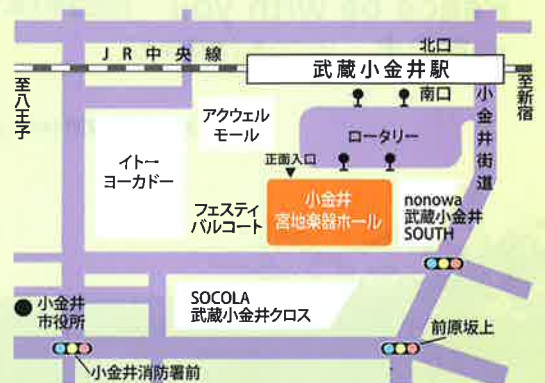 北口
JR中央線
武蔵小金井駅
至八王子
至新宿
南口
小金井街道
アクウェル
モール
ロータリー
正面入口
イトー
ヨーカドー
小金井
宮地楽器ホール
フェスティ
バルコート
nonowa
武蔵小金井
SOUTH
SOCOLA
武蔵小金井クロス
小金井
市役所
前原坂上
小金井消防署前